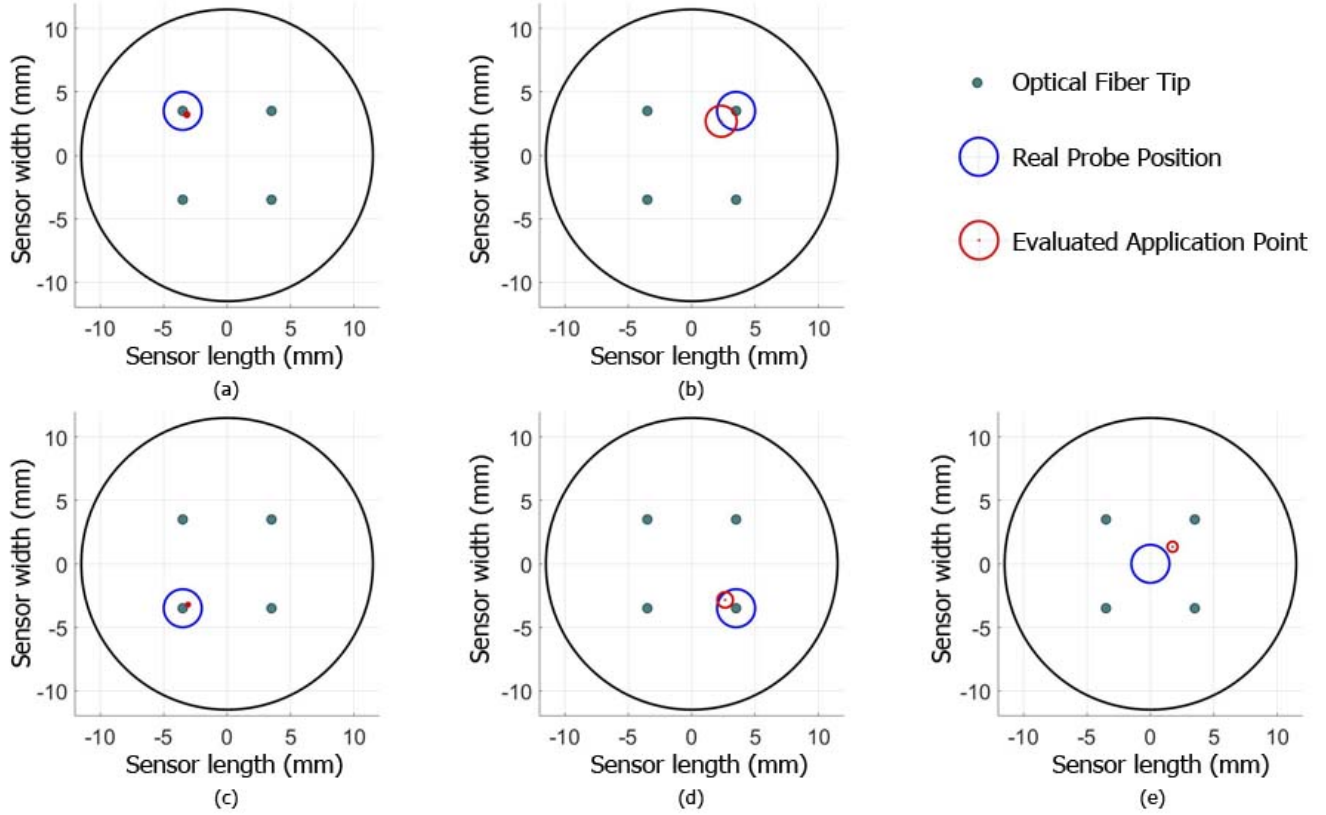 10
5
0
-5
-10
Sensor width (mm)
-10 -5 0 5 10
Sensor length (mm)
(a)
10
5
0
-5
-10
Sensor width (mm)
-10 -5 0 5 10
Sensor length (mm)
(b)
Optical Fiber Tip
Real Probe Position
Evaluated Application Point
10
5
0
-5
-10
Sensor width (mm)
-10 -5 0 5 10
Sensor length (mm)
(c)
10
5
0
-5
-10
Sensor width (mm)
-10 -5 0 5 10
Sensor length (mm)
(d)
10
5
0
-5
-10
Sensor width (mm)
-10 -5 0 5 10
Sensor length (mm)
(e)